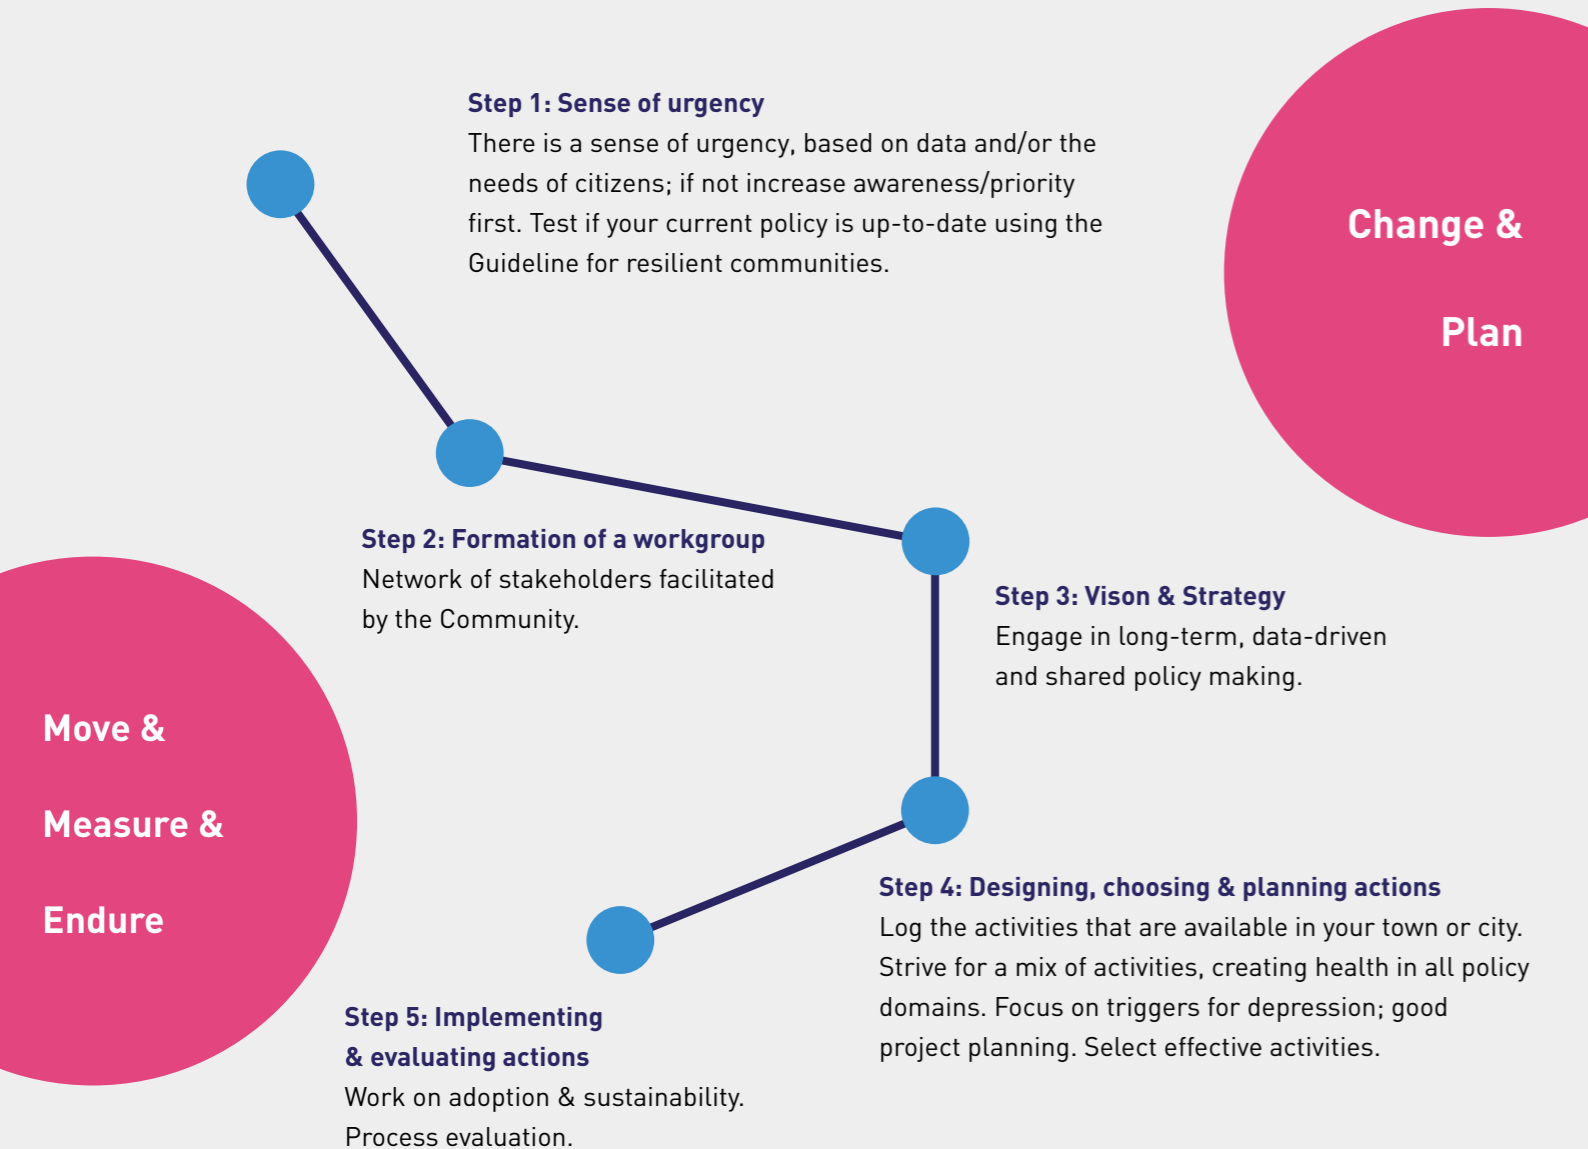 Step 1: Sense of urgency
There is a sense of urgency, based on data and/or the
needs of citizens; if not increase awareness/priority
first. Test if your current policy is up-to-date using the
Guideline for resilient communities.
Change &
Plan
Step 2: Formation of a workgroup
Network of stakeholders facilitated
by the Community.
Step 3: Vison & Strategy
Engage in long-term, data-driven
and shared policy making.
Move &
Measure &
Endure
Step 4: Designing, choosing & planning actions
Log the activities that are available in your town or city.
Strive for a mix of activities, creating health in all policy
domains. Focus on triggers for depression; good
project planning. Select effective activities.
Step 5: Implementing
& evaluating actions
Work on adoption & sustainability.
Process evaluation.